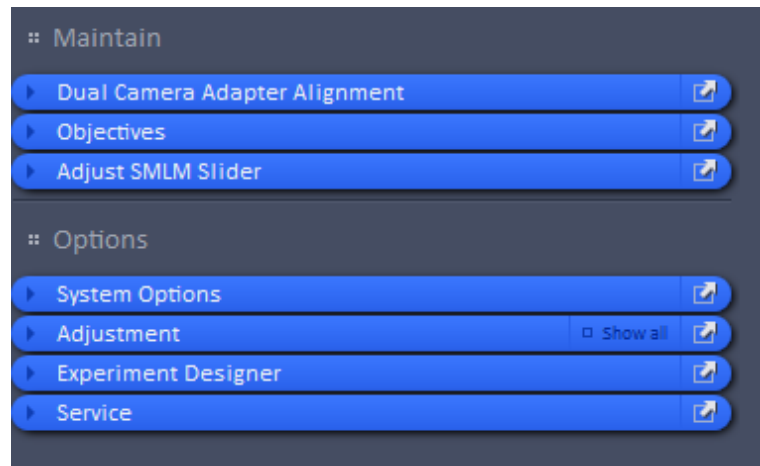 Maintain
Dual Camera Adapter Alignment
Objectives
Adjust SMLM Slider
Options
System Options
Adjustment Show all
Experiment Designer
Service